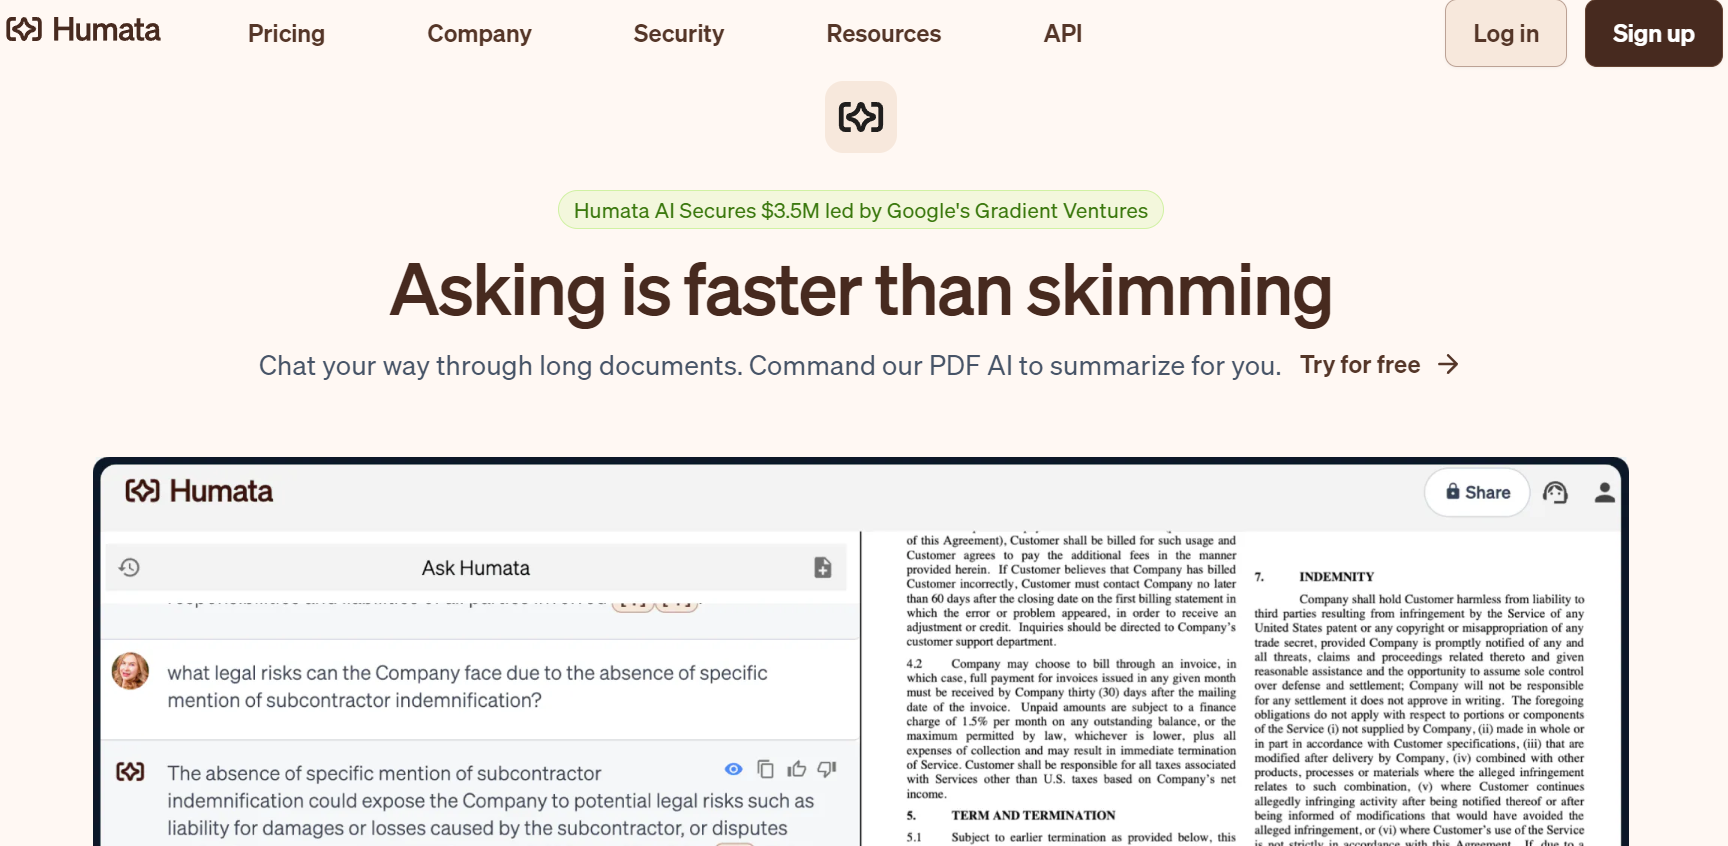 Humata
Pricing
Company
Security
Resources
API
Log in
Sign up
Humata AI Secures $3.5M led by Google's Gradient Ventures
Asking is faster than skimming
Chat your way through long documents. Command our PDF AI to summarize for you.
Try for free →
Humata
Share
Ask Humata
responsibilities and liabilities of all parties involved
what legal risks can the Company face due to the absence of specific
mention of subcontractor indemnification?
The absence of specific mention of subcontractor
indemnification could expose the Company to potential legal risks such as
liability for damages or losses caused by the subcontractor, or disputes
of this Agreement), Customer shall be billed for such usage and
Customer agrees to pay the additional fees in the manner
provided herein. If Customer believes that Company has billed
Customer incorrectly, Customer must contact Company no later
than 60 days after the closing date on the first billing statement in
which the error or problem appeared, in order to receive an
adjustment or credit. Inquiries should be directed to Company's
customer support department.
4.2 Company may choose to bill through an invoice, in
which case, full payment for invoices issued in any given month
must be received by Company thirty (30) days after the mailing
date of the invoice. Unpaid amounts are subject to a finance
charge of 1.5% per month on any outstanding balance, or the
maximum permitted by law, whichever is lower, plus all
expenses of collection and may result in immediate termination
of Service. Customer shall be responsible for all taxes associated
with Services other than U.S. taxes based on Company's net
income.
5. TERM AND TERMINATION
5.1 Subject to earlier termination as provided below, this
7. INDEMNITY
Company shall hold Customer harmless from liability to
third parties resulting from infringement by the Service of any
United States patent or any copyright or misappropriation of any
trade secret, provided Company is promptly notified of any and
all threats, claims and proceedings related thereto and given
reasonable assistance and the opportunity to assume sole control
over defense and settlement; Company will not be responsible
for any settlement it does not approve in writing. The foregoing
obligations do not apply with respect to portions or components
of the Service (i) not supplied by Company, (ii) made in whole or
in part in accordance with Customer specifications, (iii) that are
modified after delivery by Company, (iv) combined with other
products, processes or materials where the alleged infringement
relates to such combination, (v) where Customer continues
allegedly infringing activity after being notified thereof or after
being informed of modifications that would have avoided the
alleged infringement, or (vi) where Customer's use of the Service
is not strictly in accordance with this Agreement. If, due to a